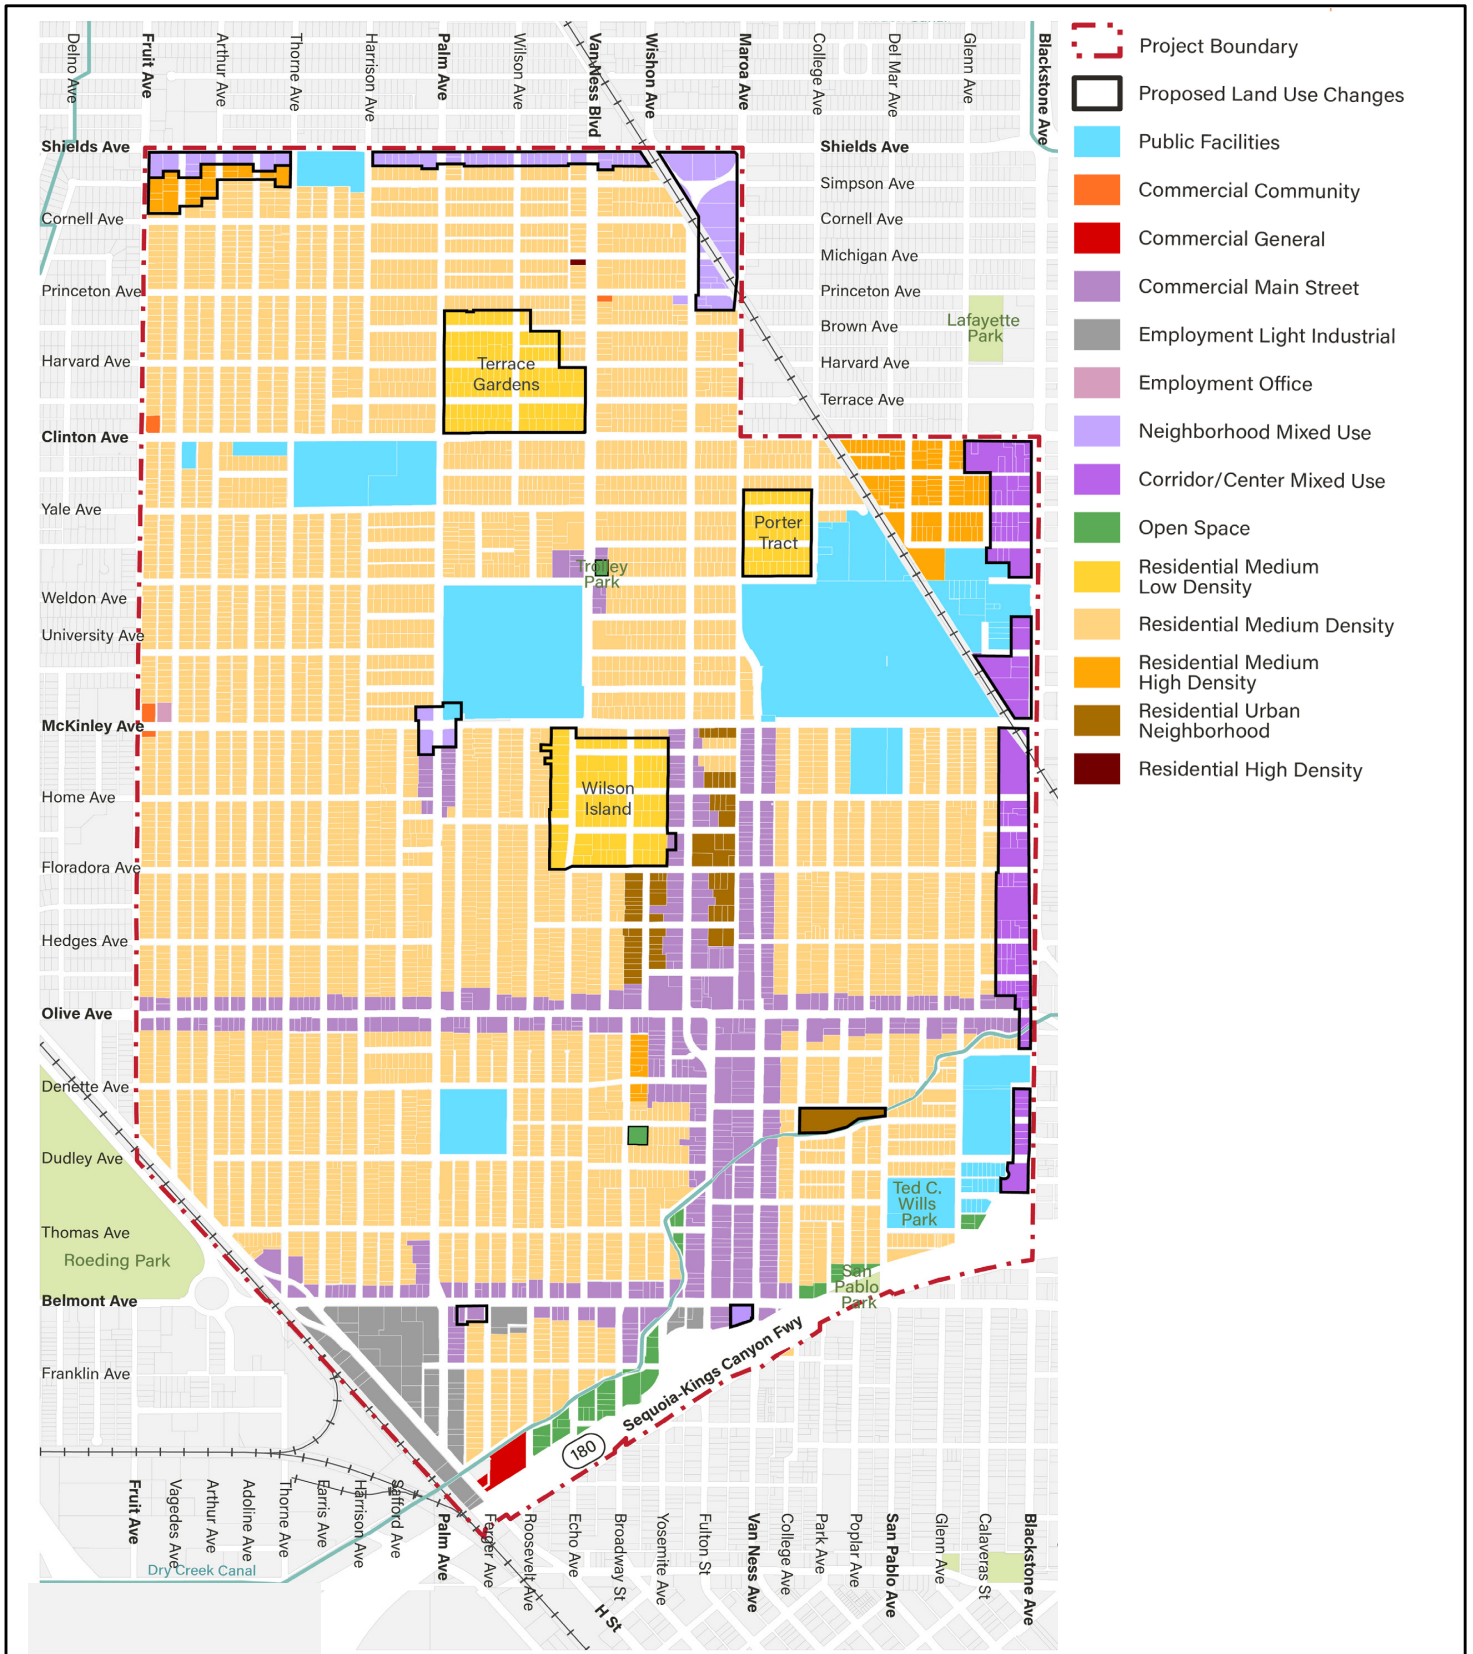 Delno Ave
Fruit Ave
Arthur Ave
Thorne Ave
Harrison Ave
Palm Ave
Wilson Ave
Van Ness Blvd
Wishon Ave
Maroa Ave
College Ave
Del Mar Ave
Glenn Ave
Blackstone Ave
Project Boundary
Proposed Land Use Changes
Public Facilities
Commercial Community
Commercial General
Commercial Main Street
Employment Light Industrial
Employment Office
Neighborhood Mixed Use
Corridor/Center Mixed Use
Open Space
Residential Medium
Low Density
Residential Medium Density
Residential Medium
High Density
Residential Urban
Neighborhood
Residential High Density
Shields Ave
Cornell Ave
Princeton Ave
Harvard Ave
Clinton Ave
Yale Ave
Weldon Ave
University Ave
McKinley Ave
Home Ave
Floradora Ave
Hedges Ave
Olive Ave
Denette Ave
Dudley Ave
Thomas Ave
Roeding Park
Belmont Ave
Franklin Ave
Shields Ave
Simpson Ave
Cornell Ave
Michigan Ave
Princeton Ave
Brown Ave
Harvard Ave
Terrace Ave
Lafayette
Park
Terrace
Gardens
Porter
Tract
Trolley
Park
Wilson
Island
Ted C.
Wills
Park
San
Pablo
Park
Sequoia-Kings Canyon Fwy
180
Fruit Ave
Vagedes Ave
Arthur Ave
Adoline Ave
Thorne Ave
Farris Ave
Harrison Ave
Safford Ave
Palm Ave
Ferger Ave
Roosevelt Ave
Echo Ave
Broadway St
Yosemite Ave
Fulton St
Van Ness Ave
College Ave
Park Ave
Poplar Ave
San Pablo Ave
Glenn Ave
Calaveras St
Blackstone Ave
Dry Creek Canal
H St